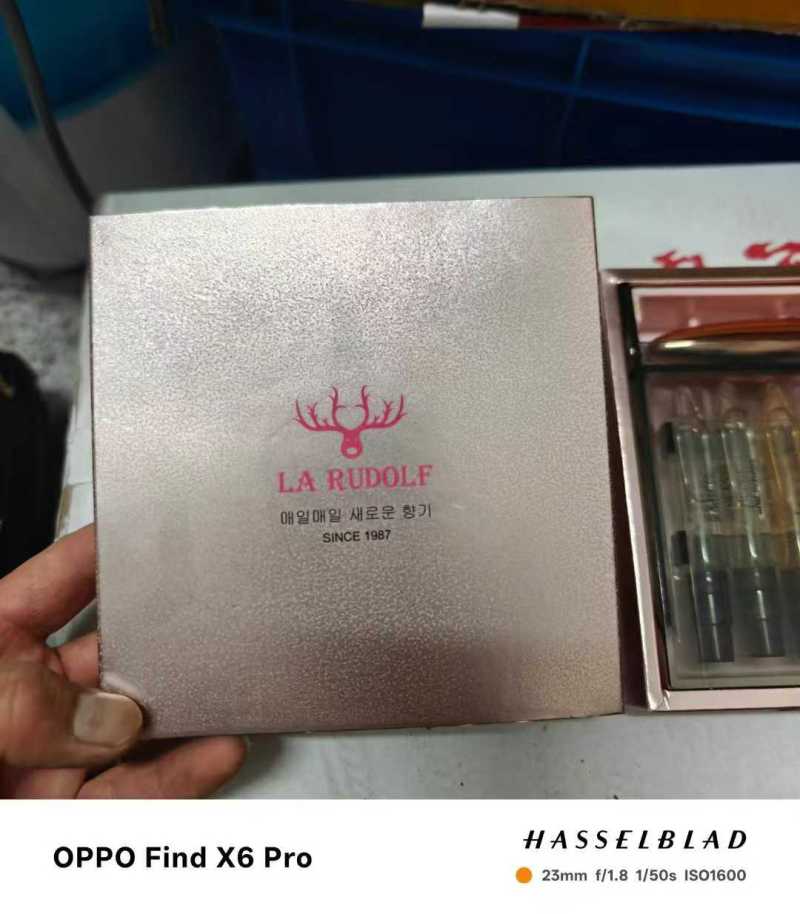 LA RUDOLF
매일매일 새로운 향기
SINCE 1987
OPPO Find X6 Pro
HASSELBLAD
23mm f/1.8 1/50s ISO1600